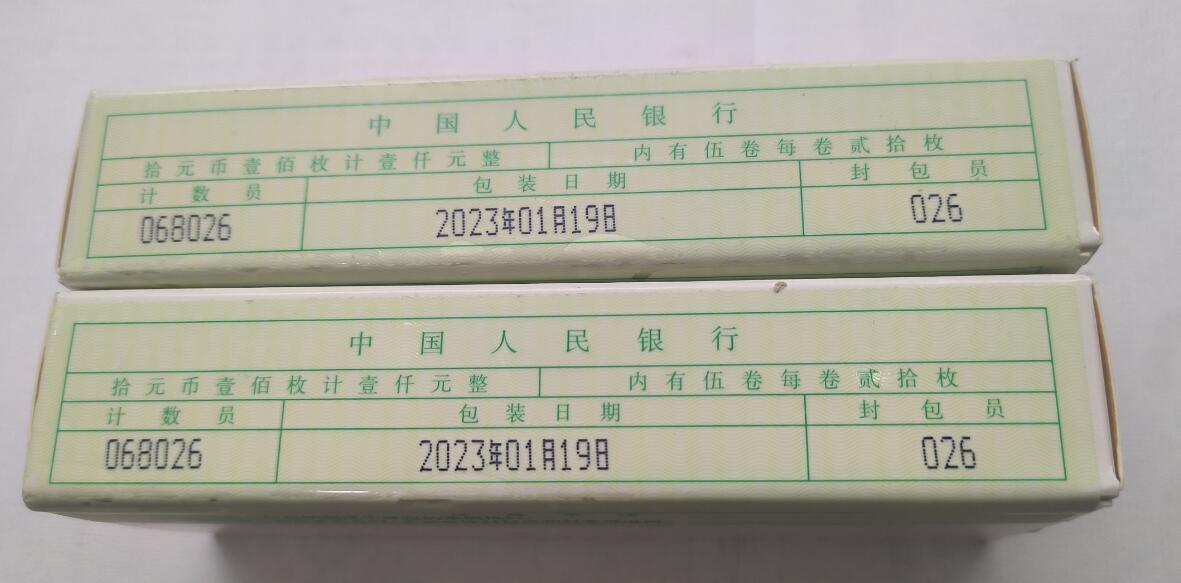 中国人民银行
拾元币壹佰枚计壹仟元整 内有伍卷每卷贰拾枚
计数员 包装日期 封包员
068026 2023年01月19日 026
中国人民银行
拾元币壹佰枚计壹仟元整 内有伍卷每卷贰拾枚
计数员 包装日期 封包员
068026 2023年01月19日 026